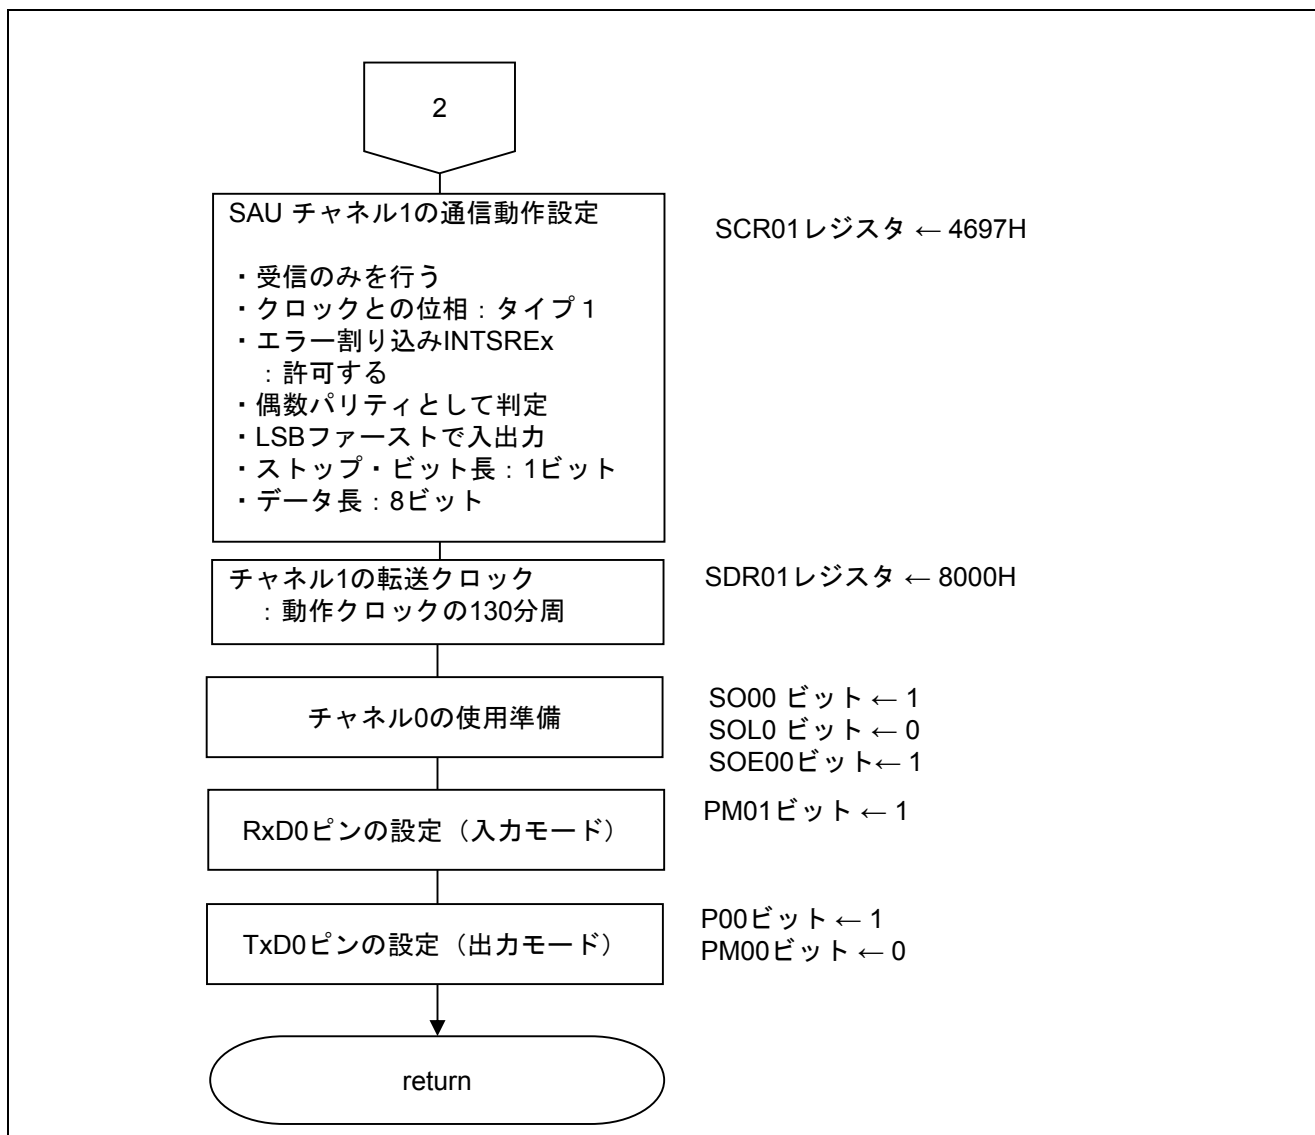 2
SAU チャネル1の通信動作設定
SCR01レジスタ ← 4697H
・受信のみを行う
・クロックとの位相：タイプ１
・エラー割り込みINTSREx
：許可する
・偶数パリティとして判定
・LSBファーストで入出力
・ストップ・ビット長：1ビット
・データ長：8ビット
チャネル1の転送クロック
：動作クロックの130分周
SDR01レジスタ ← 8000H
チャネル0の使用準備
SO00 ビット ← 1
SOL0 ビット ← 0
SOE00ビット← 1
RxD0ピンの設定（入力モード）
PM01ビット ← 1
TxD0ピンの設定（出力モード）
P00ビット ← 1
PM00ビット ← 0
return